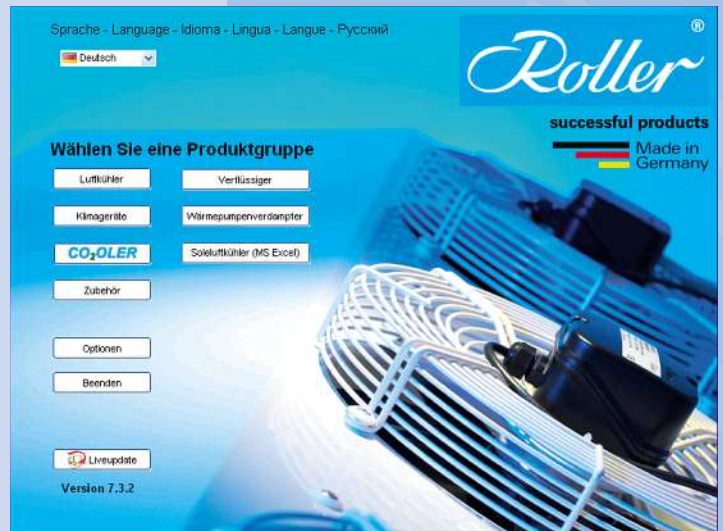 Sprache - Language - Idioma - Lingua - Langue - Русский
Deutsch
Roller®
successful products
Made in
Germany
Wählen Sie eine Produktgruppe
Luftkühler
Verflüssiger
Klimageräte
Wärmepumpenverdampfer
CO₂OLER
Soleluftkühler (MS Excel)
Zubehör
Optionen
Beenden
Liveupdate
Version 7.3.2